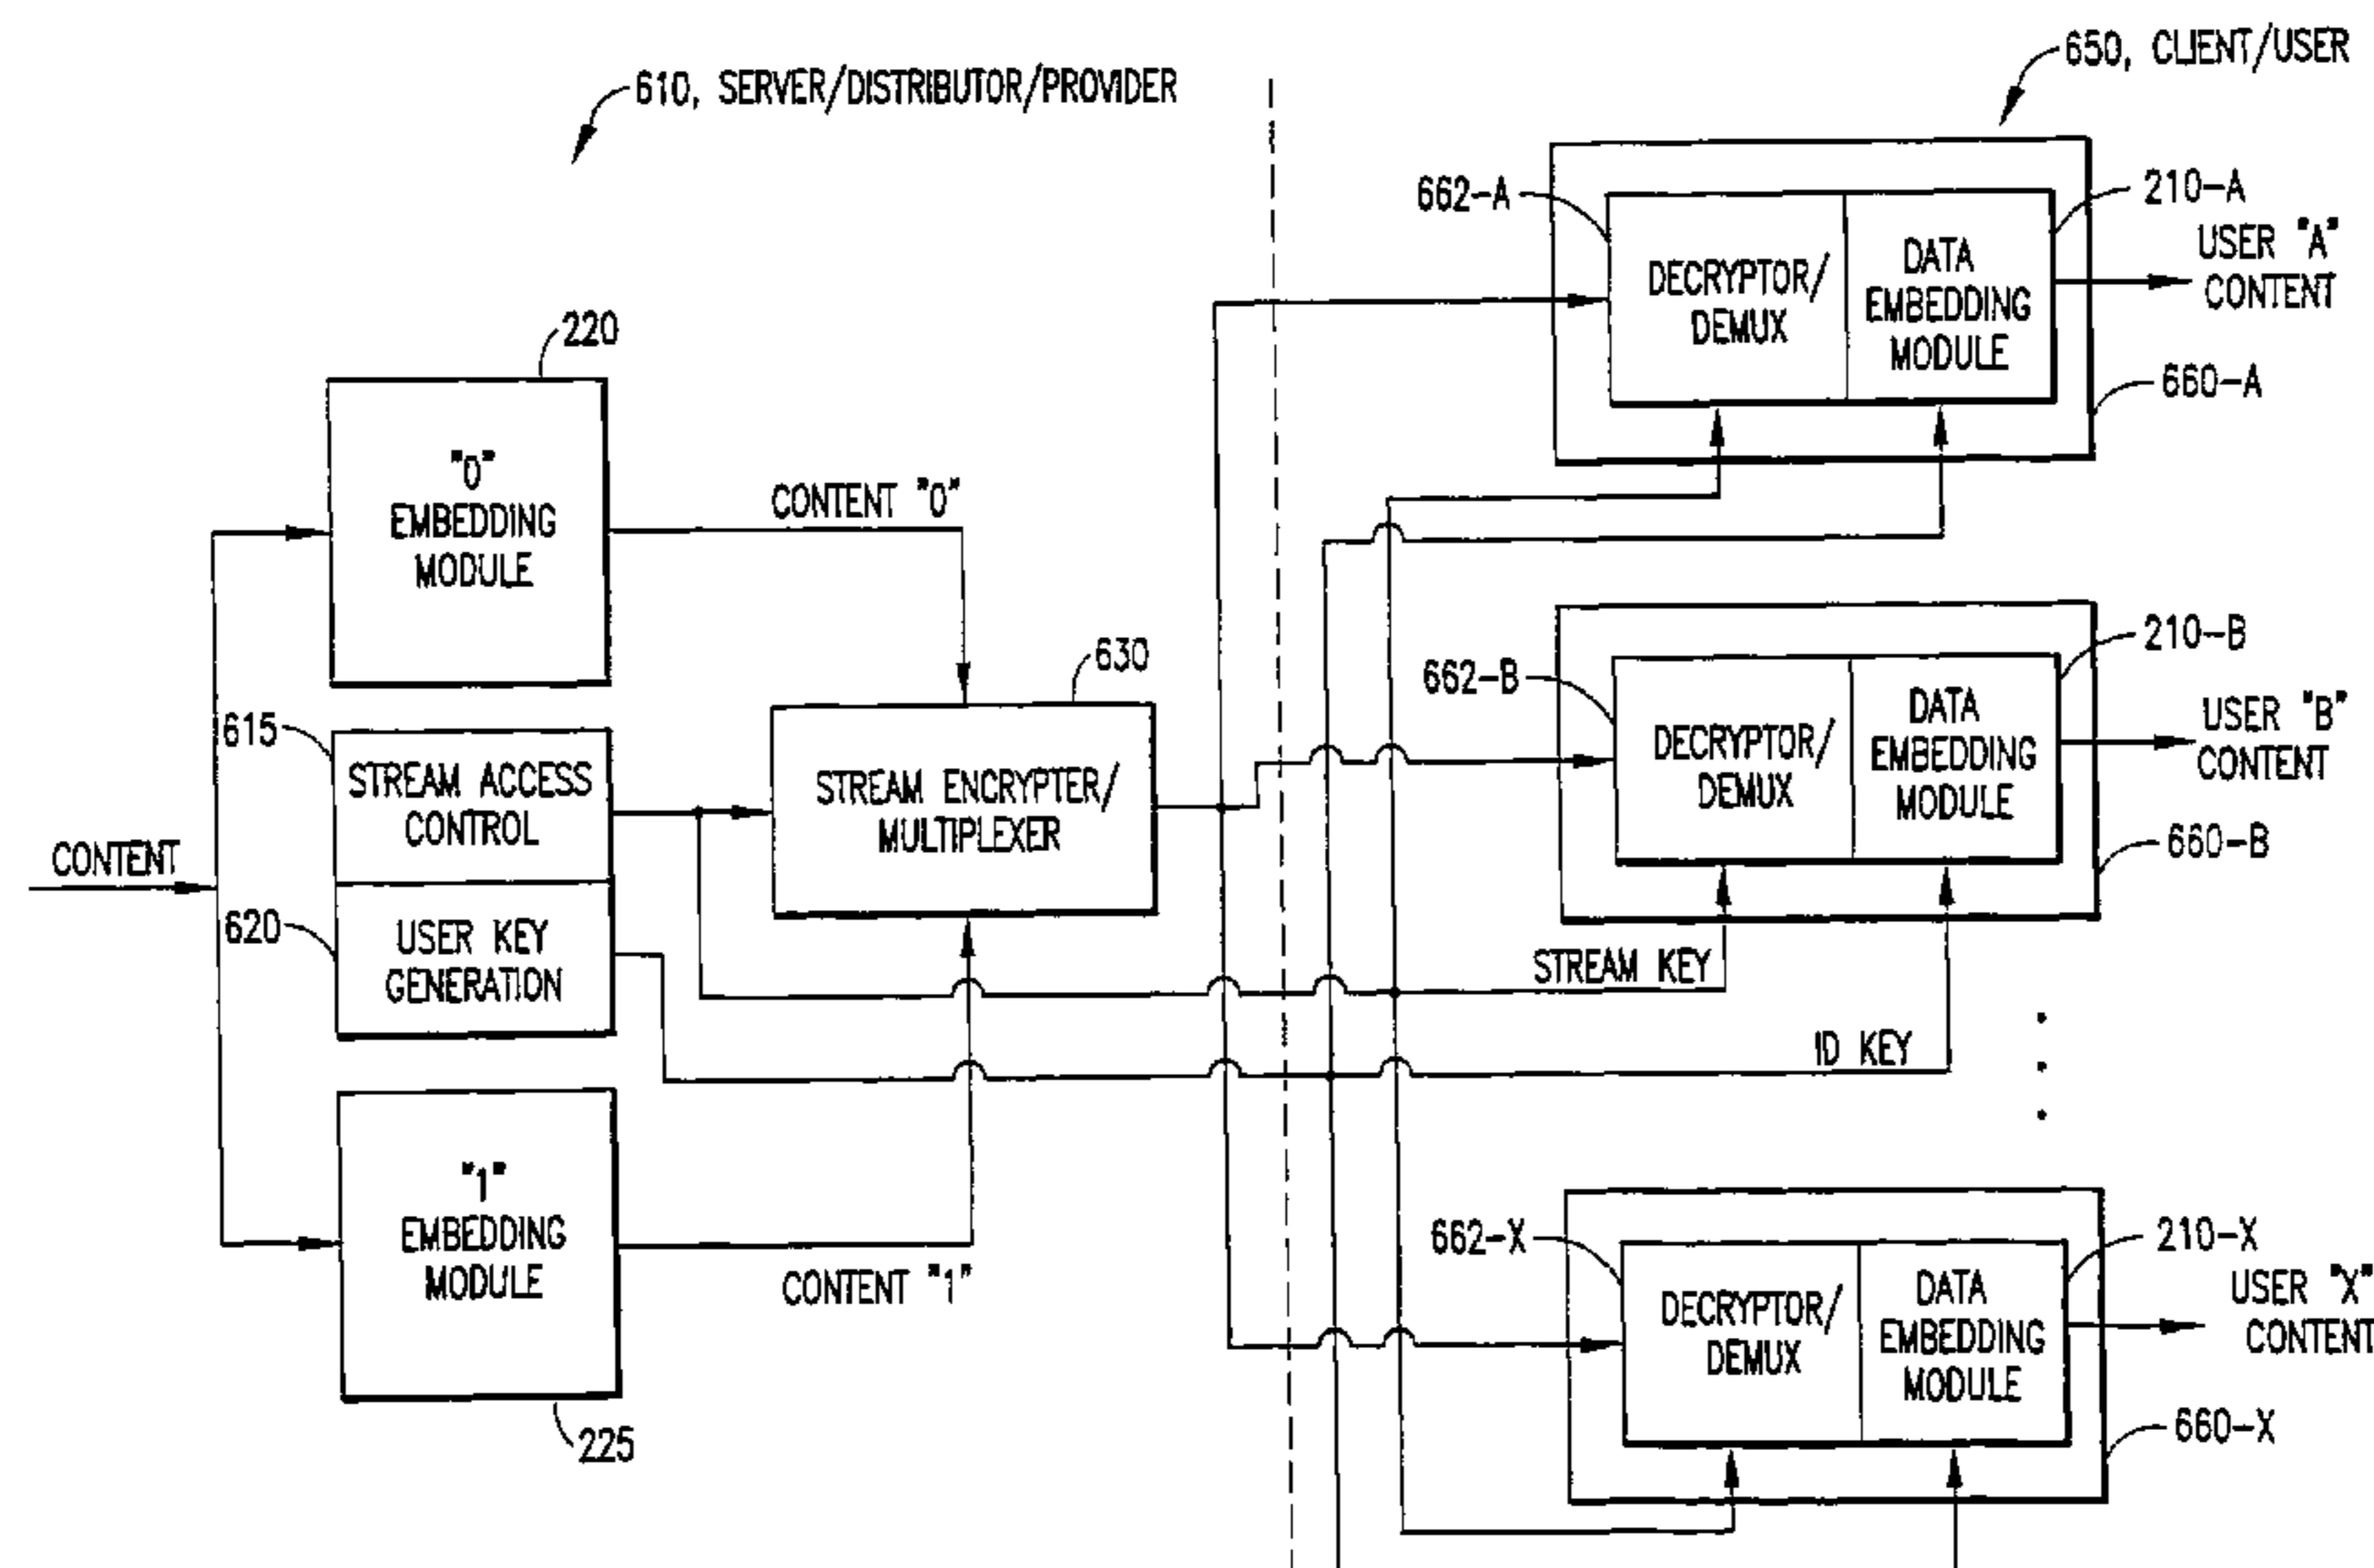 610, SERVER/DISTRIBUTOR/PROVIDER
650, CLIENT/USER
662-A
210-A
DECRYPTOR/
DEMUX
DATA
EMBEDDING
MODULE
USER "A"
CONTENT
660-A
220
"0"
EMBEDDING
MODULE
CONTENT "0"
630
662-B
210-B
DECRYPTOR/
DEMUX
DATA
EMBEDDING
MODULE
USER "B"
CONTENT
660-B
615
STREAM ACCESS
CONTROL
STREAM ENCRYPTER/
MULTIPLEXER
CONTENT
620
USER KEY
GENERATION
STREAM KEY
ID KEY
"1"
EMBEDDING
MODULE
CONTENT "1"
225
662-X
210-X
DECRYPTOR/
DEMUX
DATA
EMBEDDING
MODULE
USER "X"
CONTENT
660-X